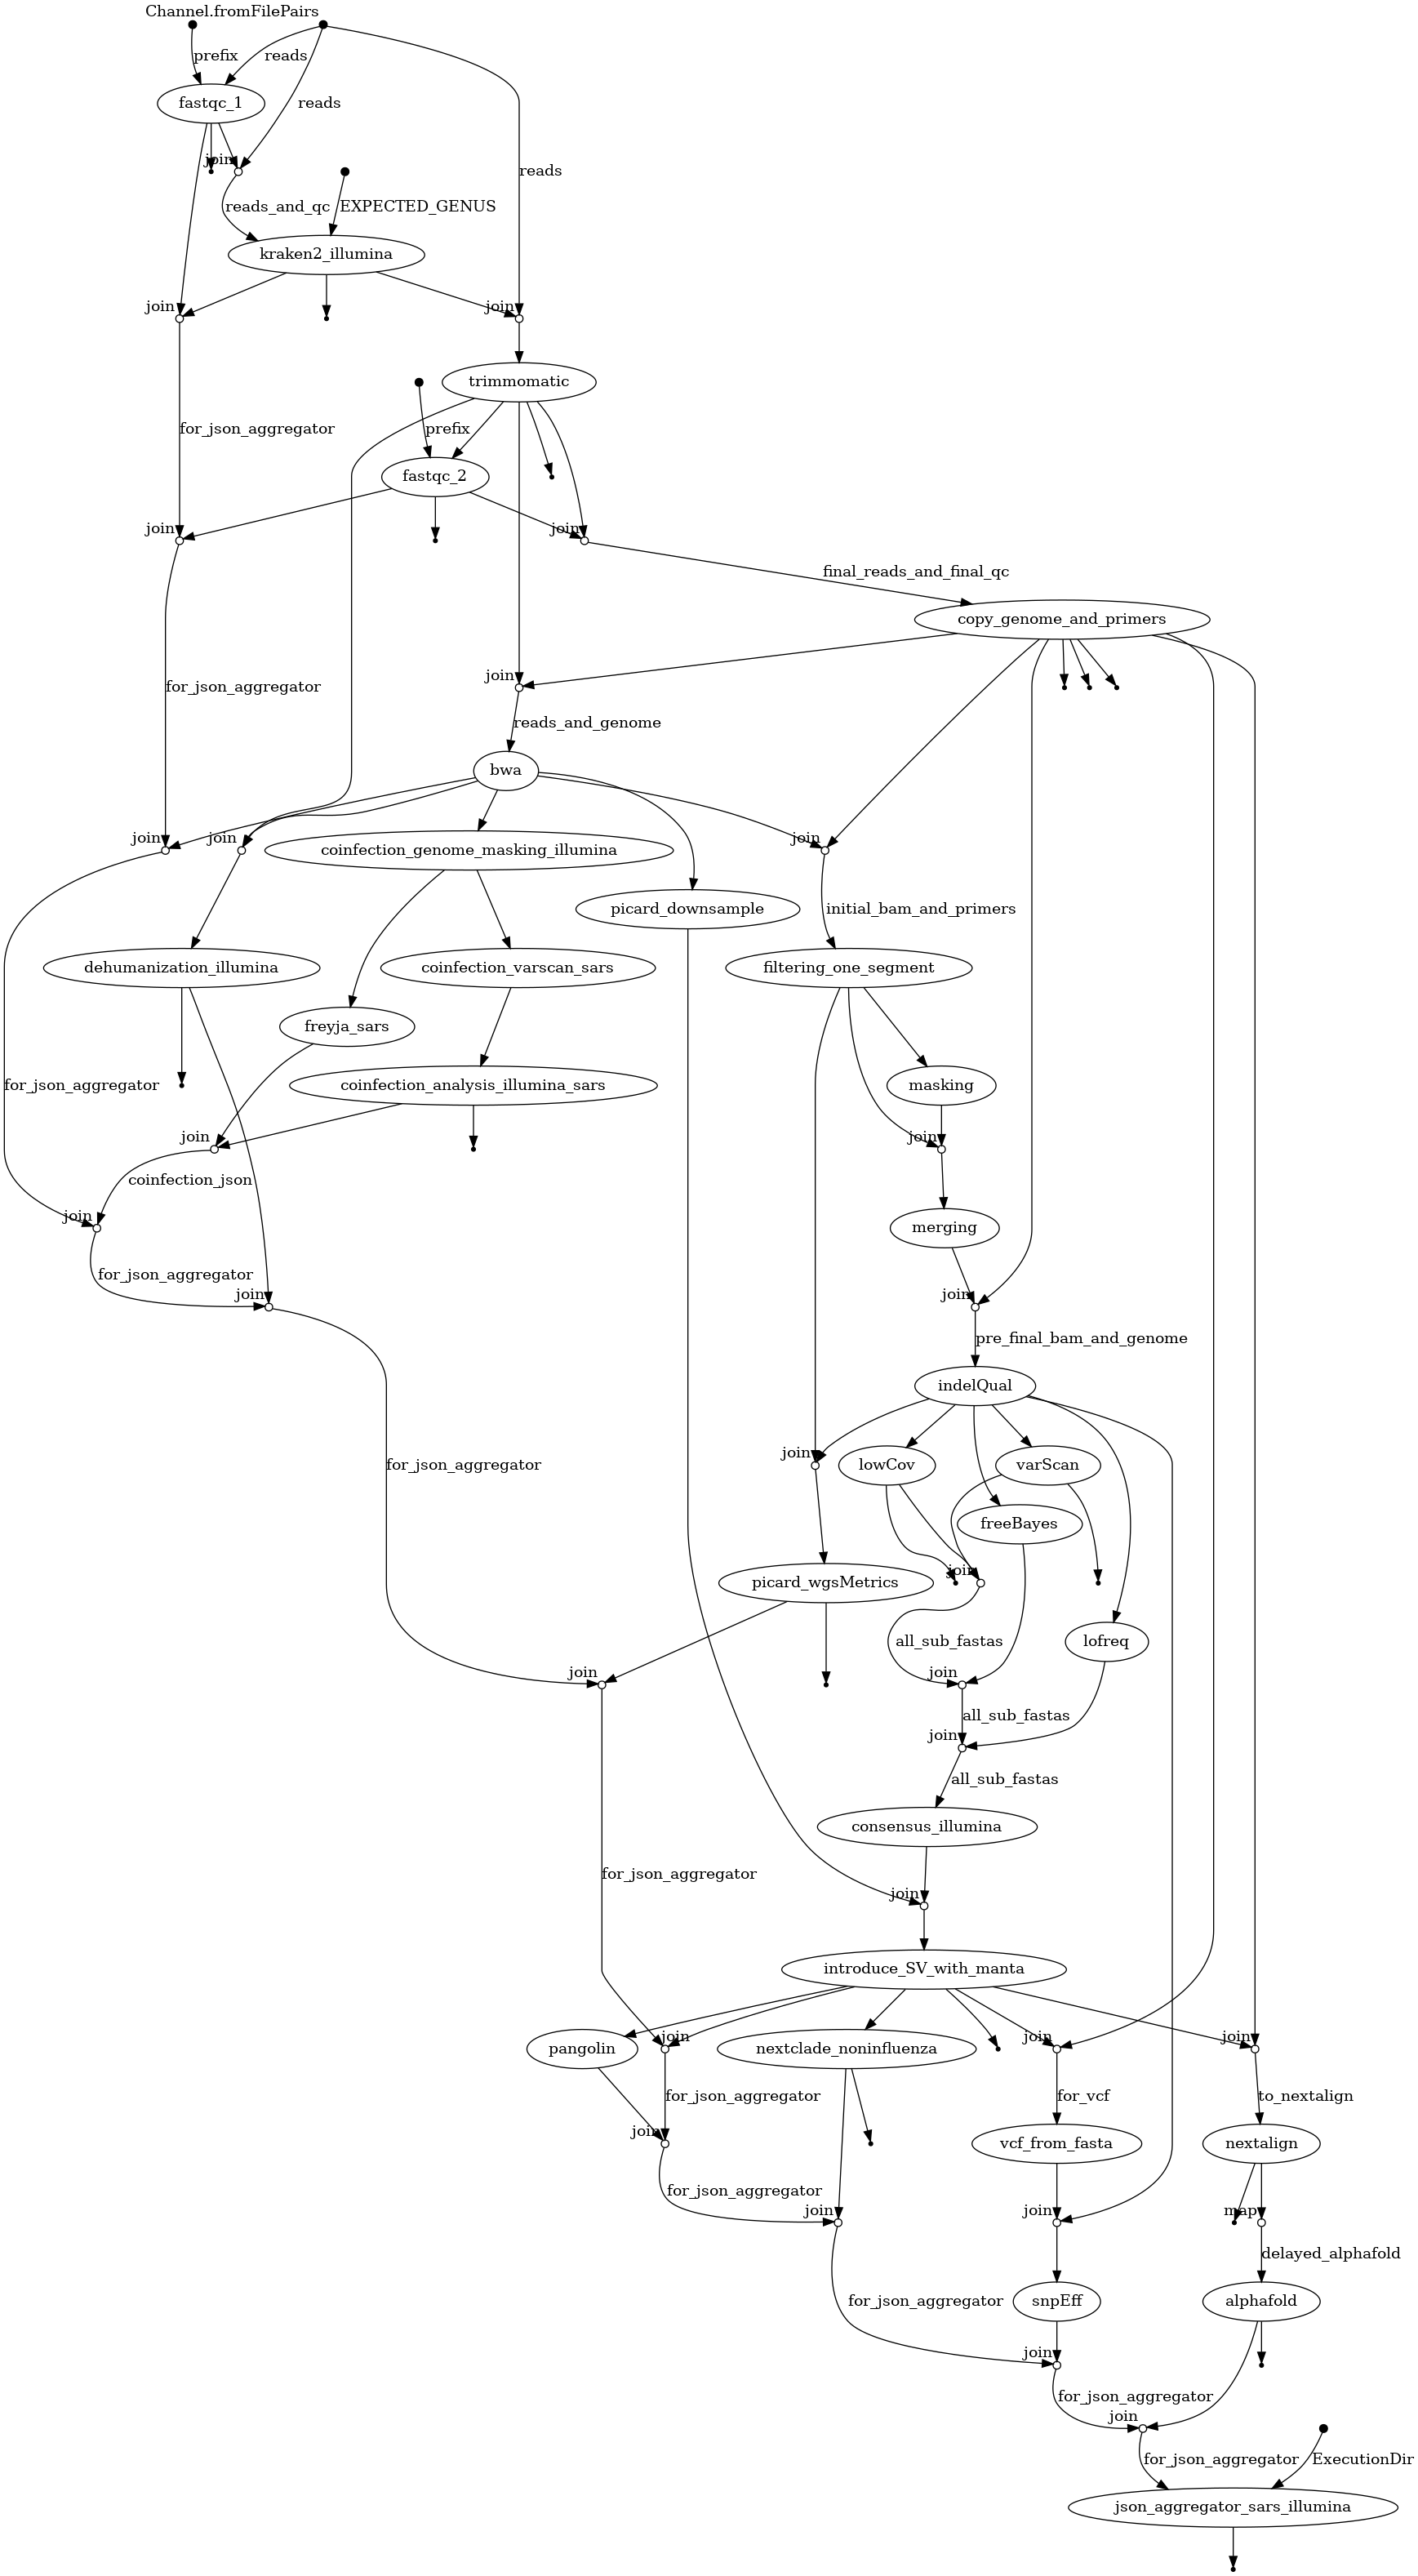 Channel.fromFilePairs
prefix
reads
reads
fastqc_1
join
reads
reads_and_qc
EXPECTED_GENUS
kraken2_illumina
join
join
trimmomatic
for_json_aggregator
prefix
fastqc_2
join
join
final_reads_and_final_qc
copy_genome_and_primers
join
for_json_aggregator
reads_and_genome
bwa
join
join
join
coinfection_genome_masking_illumina
picard_downsample
initial_bam_and_primers
dehumanization_illumina
coinfection_varscan_sars
filtering_one_segment
freyja_sars
for_json_aggregator
coinfection_analysis_illumina_sars
masking
join
join
coinfection_json
join
merging
for_json_aggregator
join
join
pre_final_bam_and_genome
indelQual
join
for_json_aggregator
lowCov
varScan
freeBayes
join
picard_wgsMetrics
all_sub_fastas
lofreq
join
join
all_sub_fastas
join
all_sub_fastas
consensus_illumina
for_json_aggregator
join
introduce_SV_with_manta
join
join
join
pangolin
nextclade_noninfluenza
for_json_aggregator
for_vcf
to_nextalign
join
vcf_from_fasta
nextalign
for_json_aggregator
join
join
map
delayed_alphafold
for_json_aggregator
snpEff
alphafold
join
for_json_aggregator
join
for_json_aggregator
ExecutionDir
json_aggregator_sars_illumina